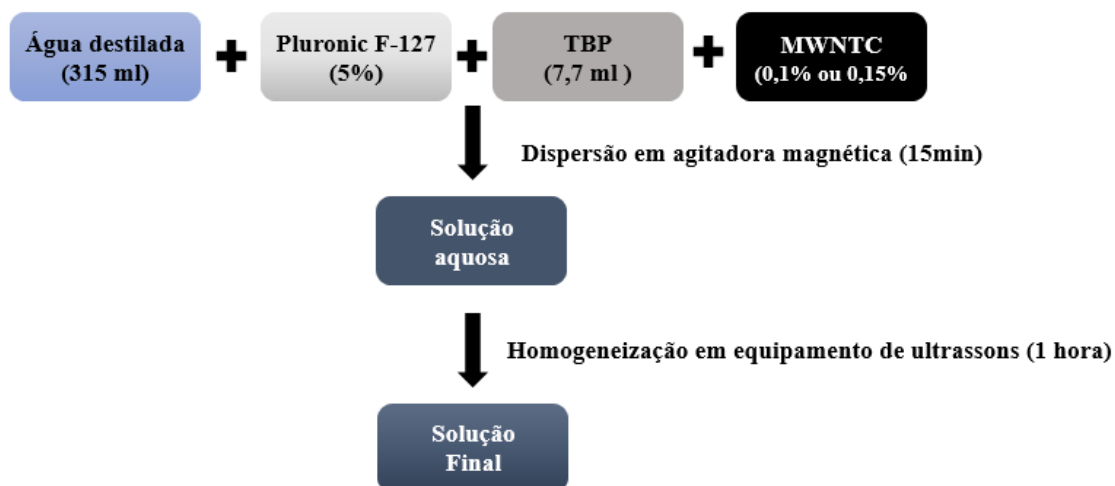 Água destilada
(315 ml)
Pluronic F-127
(5%)
TBP
(7,7 ml )
MWNTC
(0,1% ou 0,15%
Dispersão em agitadora magnética (15min)
Solução
aquosa
Homogeneização em equipamento de ultrassons (1 hora)
Solução
Final